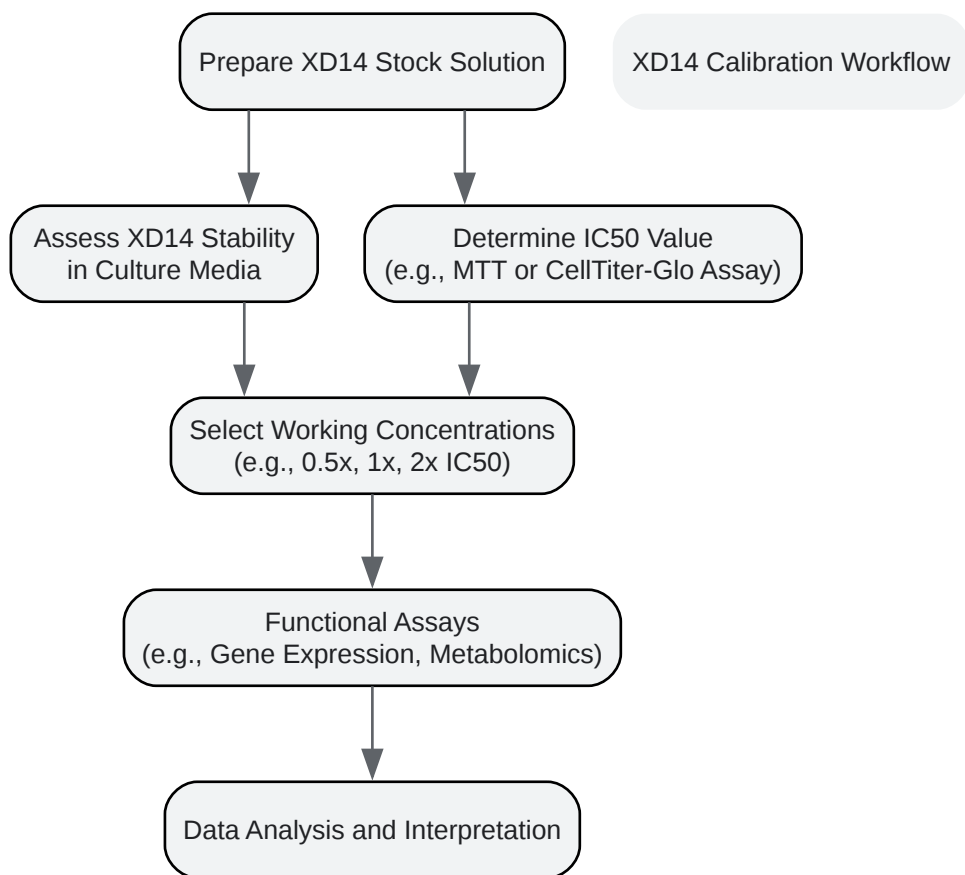 Prepare XD14 Stock Solution
XD14 Calibration Workflow
Assess XD14 Stability
in Culture Media
Determine IC50 Value
(e.g., MTT or CellTiter-Glo Assay)
Select Working Concentrations
(e.g., 0.5x, 1x, 2x IC50)
Functional Assays
(e.g., Gene Expression, Metabolomics)
Data Analysis and Interpretation